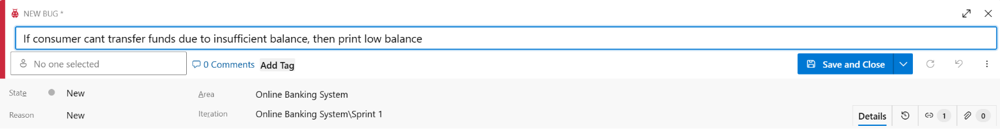 NEW BUG *
If consumer cant transfer funds due to insufficient balance, then print low balance
No one selected
0 Comments
Add Tag
Save and Close
State
New
Area
Online Banking System
Reason
New
Iteration
Online Banking System\Sprint 1
Details
1
0